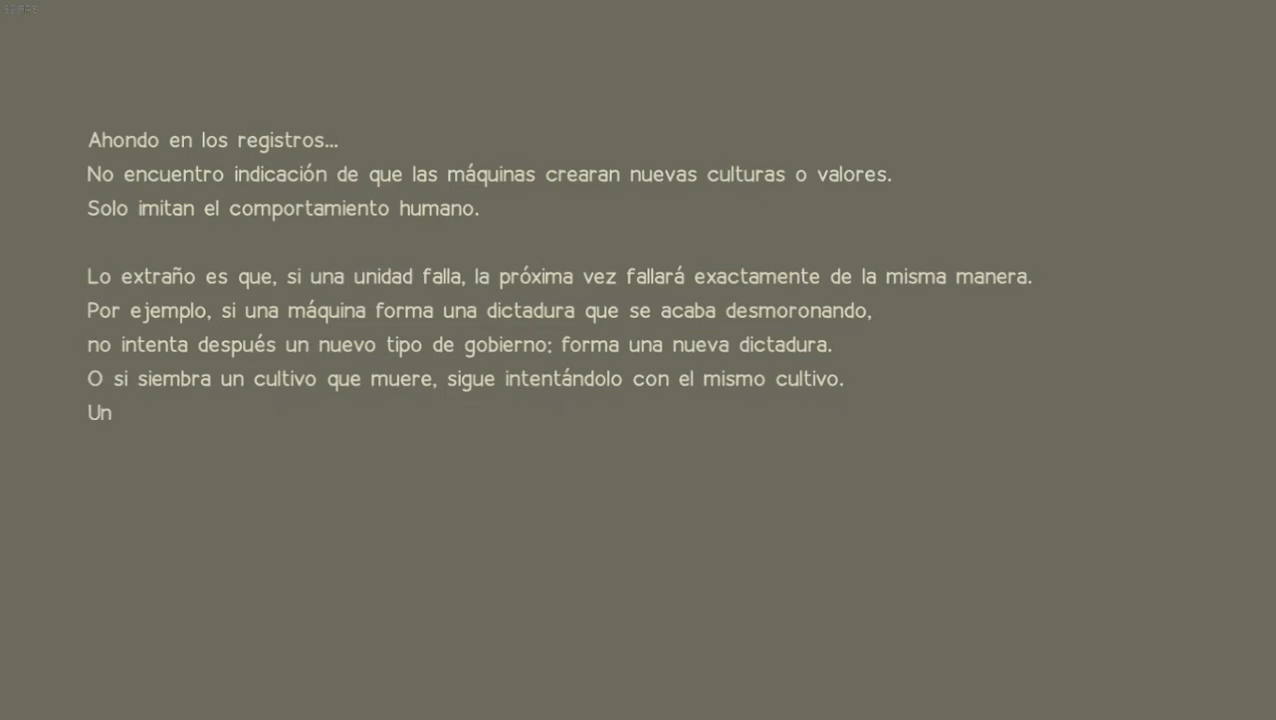 Ahondo en los registros...
No encuentro indicación de que las máquinas crearan nuevas culturas o valores.
Solo imitan el comportamiento humano.
Lo extraño es que, si una unidad falla, la próxima vez fallará exactamente de la misma manera.
Por ejemplo, si una máquina forma una dictadura que se acaba desmoronando,
no intenta después un nuevo tipo de gobierno: forma una nueva dictadura.
O si siembra un cultivo que muere, sigue intentándolo con el mismo cultivo.
Un